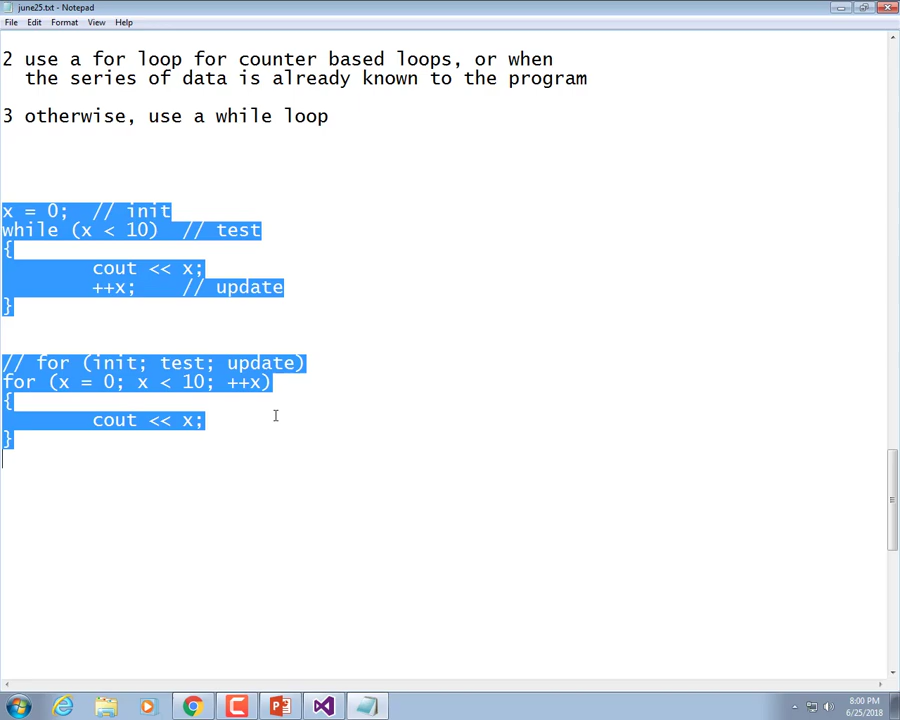 june25.txt - Notepad
File Edit Format View Help
2 use a for loop for counter based loops, or when
the series of data is already known to the program
3 otherwise, use a while loop
x = 0; // init
while (x < 10) // test
{
cout << x;
++x; // update
}
// for (init; test; update)
for (x = 0; x < 10; ++x)
{
cout << x;
}
8:00 PM
6/25/2018